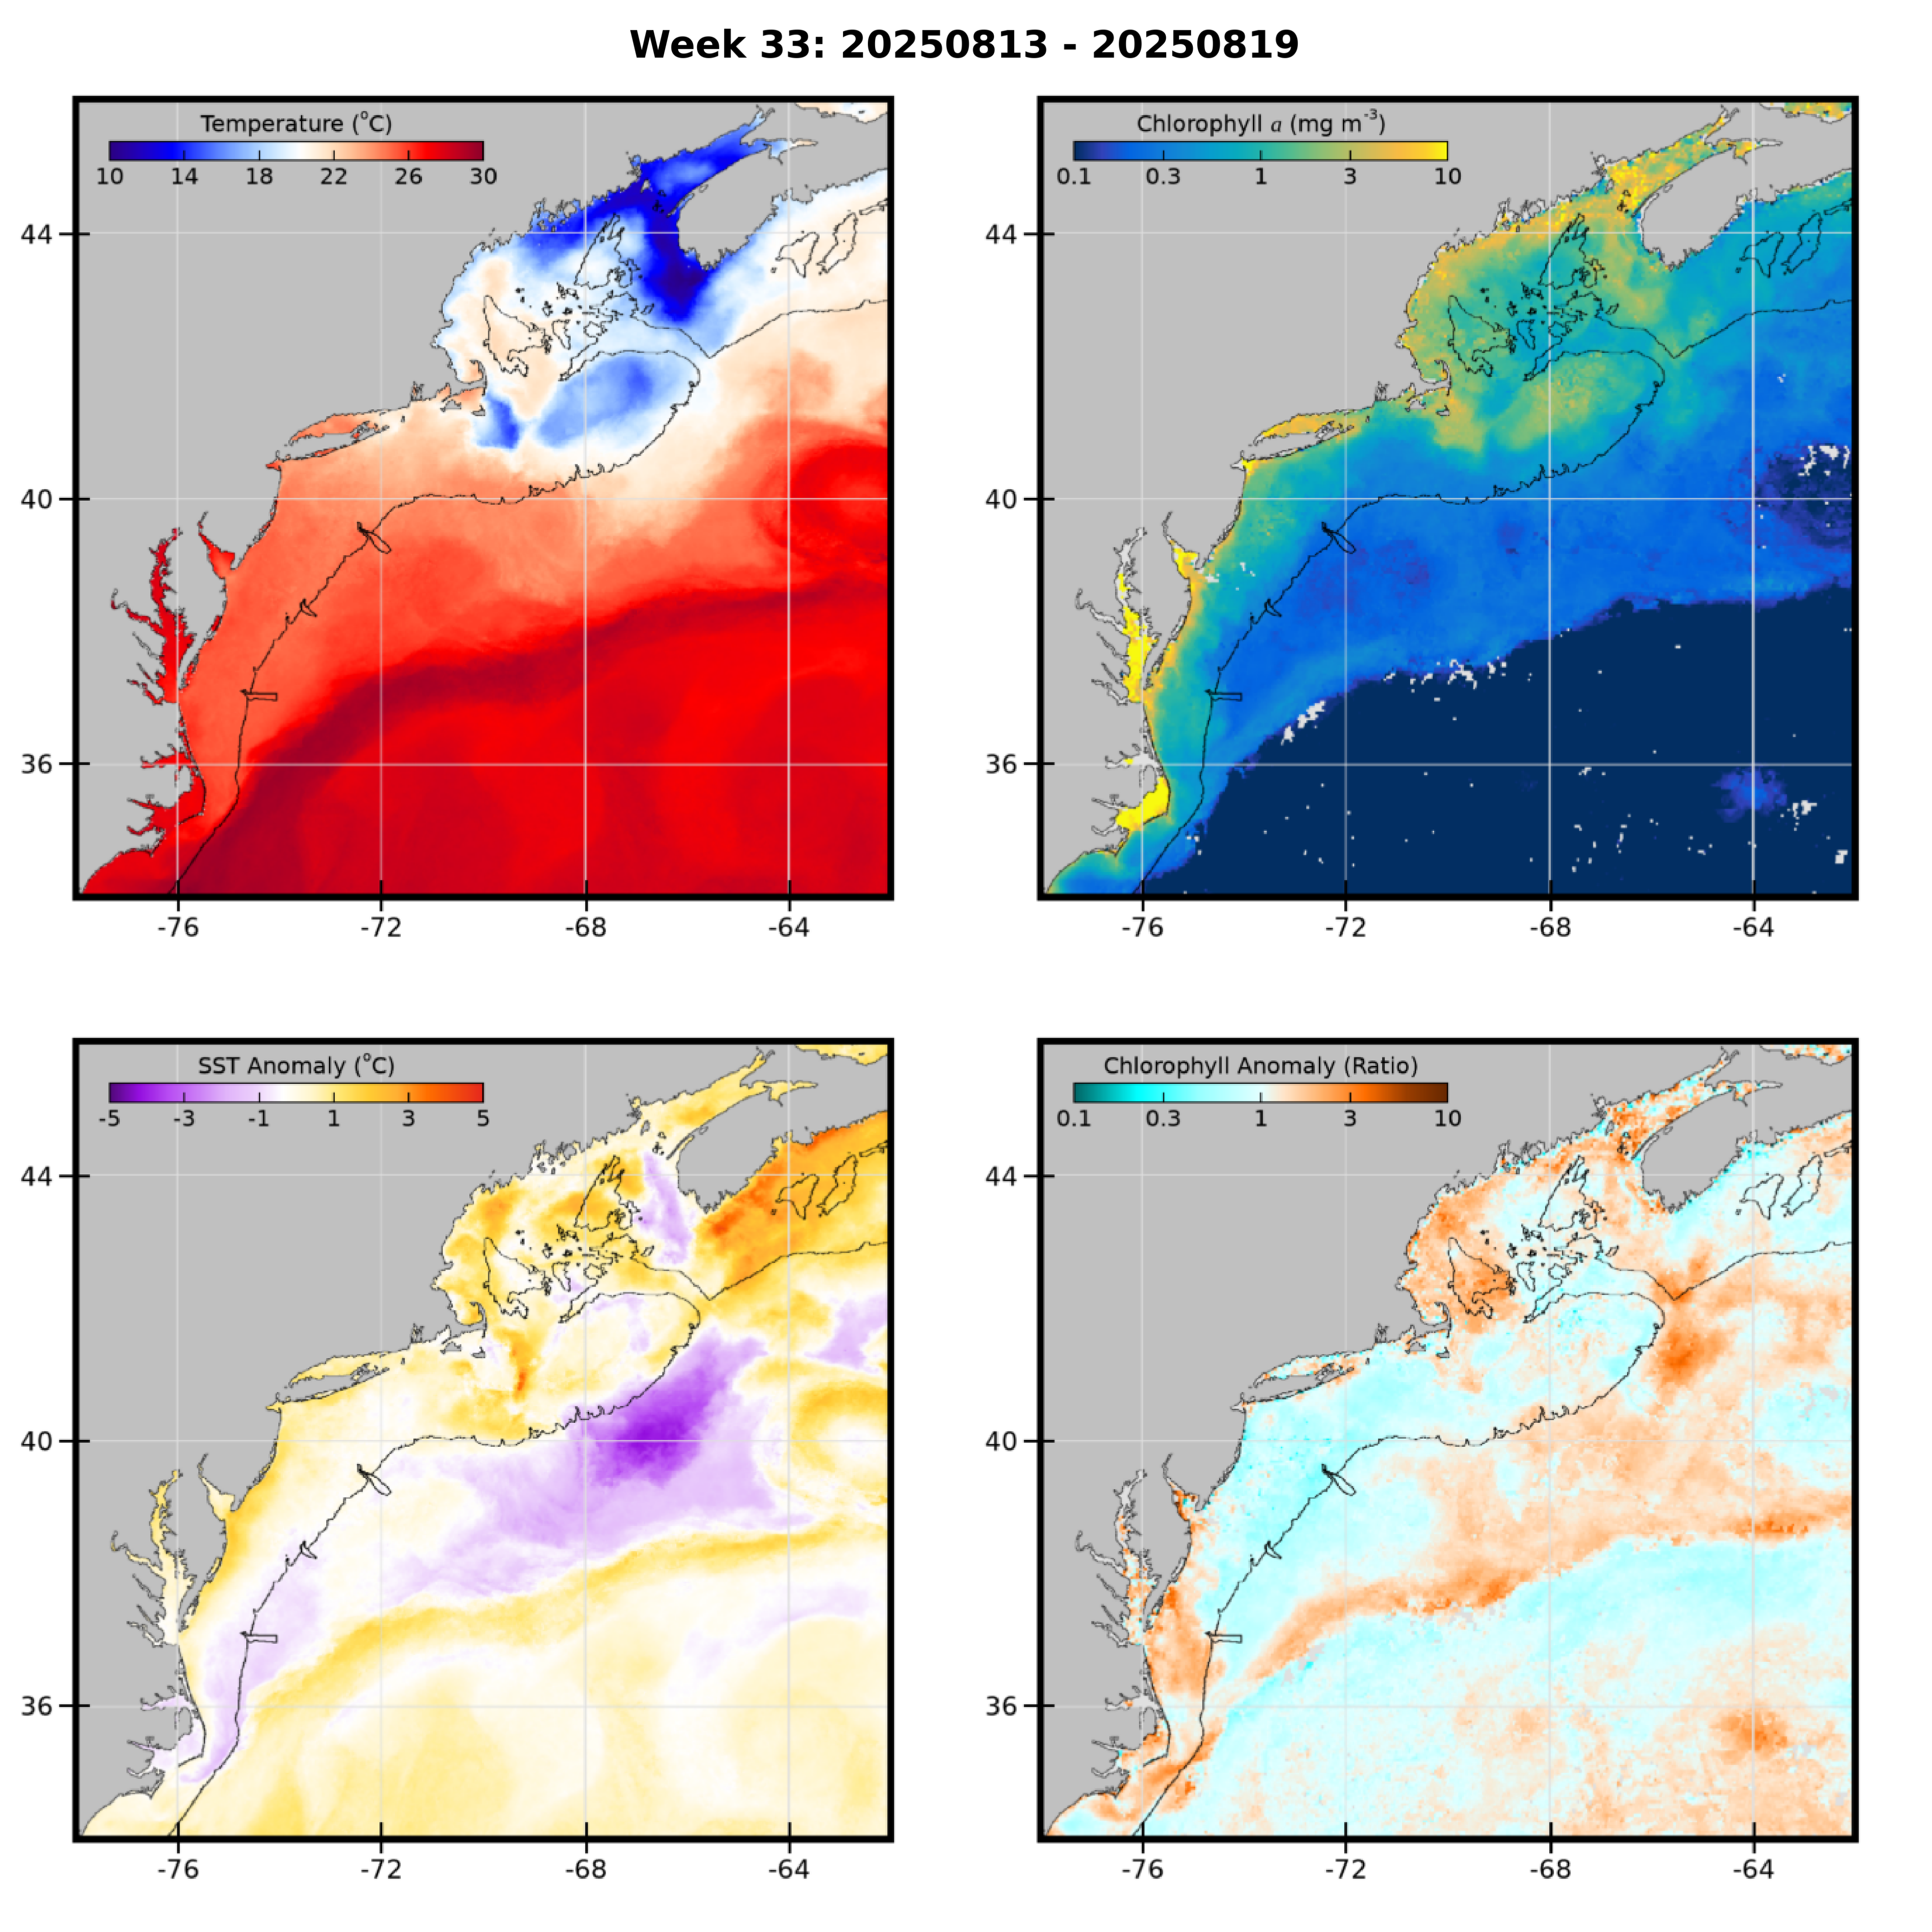 Week 33: 20250813 - 20250819
Temperature (°C)
10 14 18 22 26 30
44
40
36
-76 -72 -68 -64
Chlorophyll a (mg m⁻³)
0.1 0.3 1 3 10
44
40
36
-76 -72 -68 -64
SST Anomaly (°C)
-5 -3 -1 1 3 5
44
40
36
-76 -72 -68 -64
Chlorophyll Anomaly (Ratio)
0.1 0.3 1 3 10
44
40
36
-76 -72 -68 -64